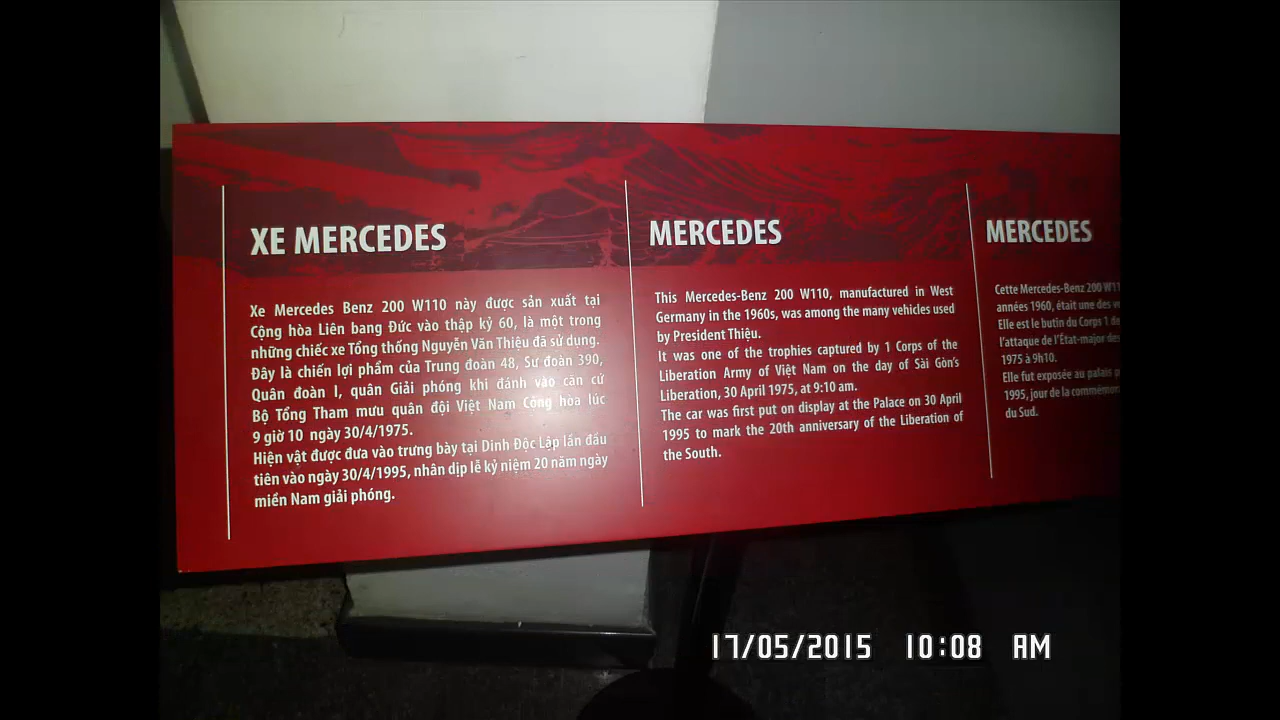 XE MERCEDES
Xe Mercedes Benz 200 W110 này được sản xuất tại
Cộng hòa Liên bang Đức vào thập kỷ 60, là một trong
những chiếc xe Tổng thống Nguyễn Văn Thiệu đã sử dụng.
Đây là chiến lợi phẩm của Trung đoàn 48, Sư đoàn 390,
Quân đoàn I, quân Giải phóng khi đánh vào căn cứ
Bộ Tổng Tham mưu quân đội Việt Nam Cộng hòa lúc
9 giờ 10 ngày 30/4/1975.
Hiện vật được đưa vào trưng bày tại Dinh Độc Lập lần đầu
tiên vào ngày 30/4/1995, nhân dịp lễ kỷ niệm 20 năm ngày
miền Nam giải phóng.
MERCEDES
This Mercedes-Benz 200 W110, manufactured in West
Germany in the 1960s, was among the many vehicles used
by President Thiệu.
It was one of the trophies captured by 1 Corps of the
Liberation Army of Việt Nam on the day of Sài Gòn's
Liberation, 30 April 1975, at 9:10 am.
The car was first put on display at the Palace on 30 April
1995 to mark the 20th anniversary of the Liberation of
the South.
MERCEDES
Cette Mercedes-Benz 200 W11
années 1960, était une des
Elle est le butin du Corps 1
l'attaque de l'État-major des
1975 à 9h10.
Elle fut exposée au palais
1995, jour de la
du Sud.
17/05/2015 10:08 AM